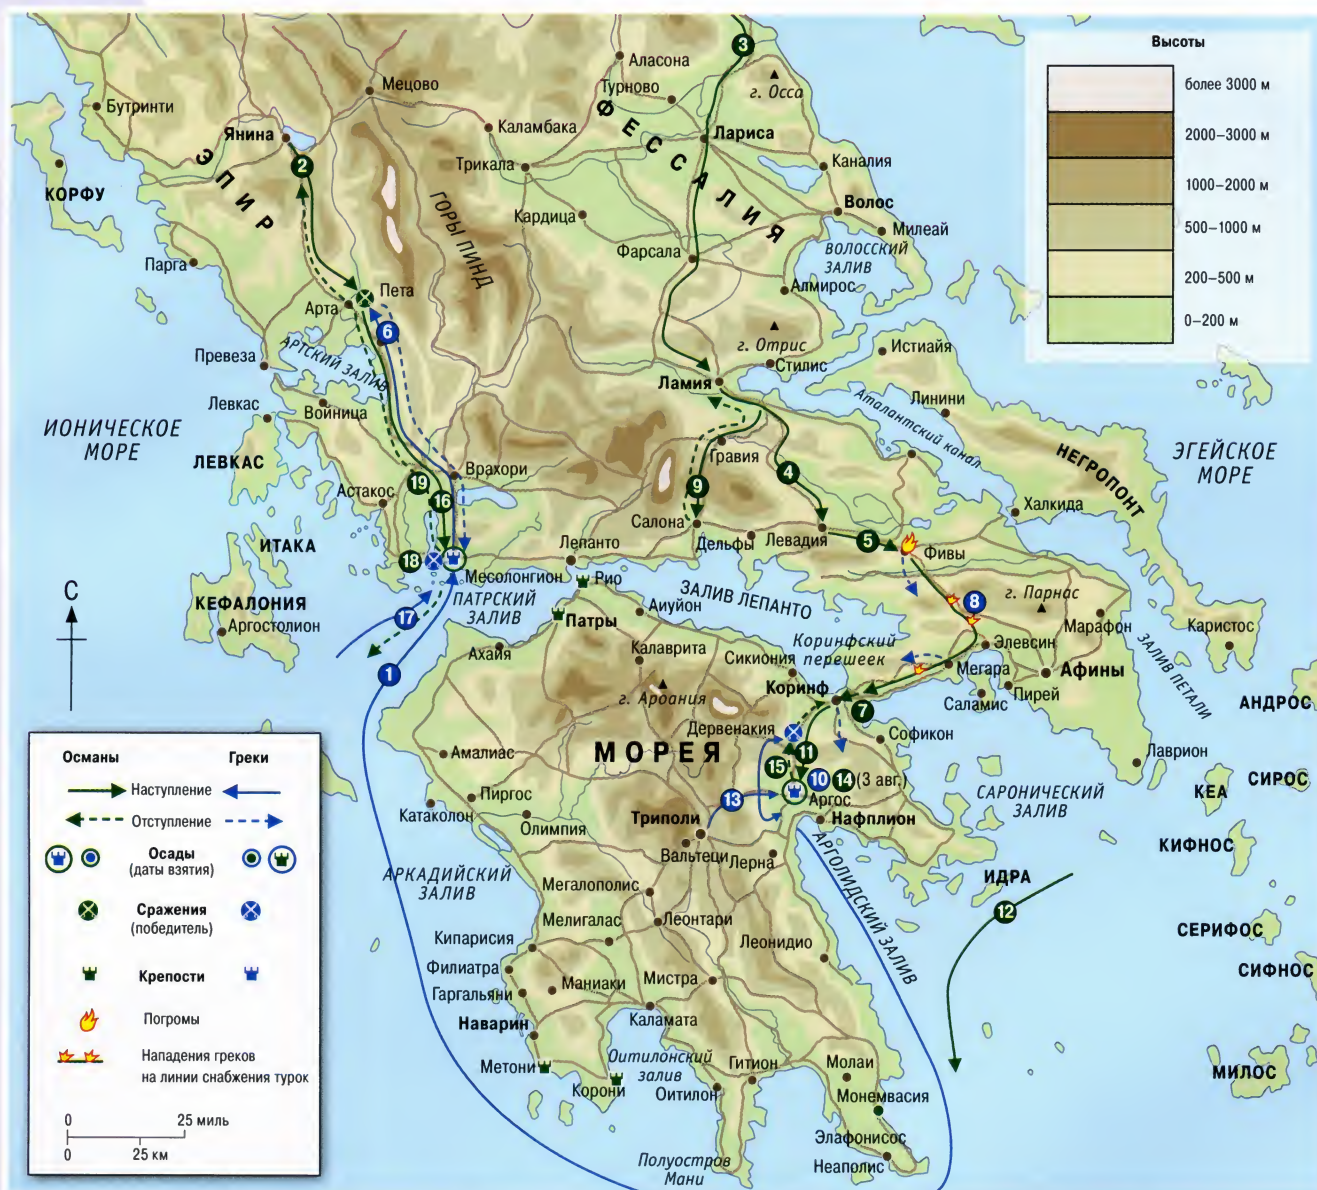 Высоты
более 3000 м
2000–3000 м
1000–2000 м
500–1000 м
200–500 м
0–200 м
3
Аласона
Турново
г. Осса
Мецово
Бутринти
Янина
Каламбака
Лариса
ФЕССАЛИЯ
2
Трикала
Каналия
ЭПИР
КОРФУ
ГОРЫ ПИНД
Кардица
Волос
Милеай
Фарсала
ВОЛОССКИЙ
ЗАЛИВ
Парга
Пета
Алмирос
Арта
6
г. Отрис
Истиайя
АРТСКИЙ ЗАЛИВ
Превеза
Стилис
Ламия
Левкас
Войница
Линини
Аталантский канал
ИОНИЧЕСКОЕ
МОРЕ
ЭГЕЙСКОЕ
МОРЕ
НЕГРОПОНТ
ЛЕВКАС
Врахори
Гравия
4
19
9
Астакос
16
Халкида
Салона
Дельфы
Левадия
5
Фивы
ИТАКА
18
Лепанто
Месолонгион
Рио
С
КЕФАЛОНИЯ
ПАТРСКИЙ
ЗАЛИВ
ЗАЛИВ ЛЕПАНТО
8
г. Парнас
Аргостолион
17
Патры
Аиуйон
Марафон
Каристос
Коринфский
перешеек
Элевсин
ЗАЛИВ ПЕТАЛИ
Ахайя
Калаврита
Сикиония
Мегара
Афины
1
г. Ароания
Коринф
Саламис
Пирей
АНДРОС
7
Дервенакия
Софикон
МОРЕЯ
11
Лаврион
Амалиас
15
10
14
(3 авг.)
СИРОС
Пиргос
13
Аргос
САРОНИЧЕСКИЙ
ЗАЛИВ
КЕА
Катаколон
Олимпия
Триполи
Нафплион
Вальтеци
Лерна
КИФНОС
АРКАДИЙСКИЙ
ЗАЛИВ
АРГОЛИДСКИЙ ЗАЛИВ
ИДРА
Мегалополис
12
Мелигалас
Леонтари
СЕРИФОС
Кипарисия
Леонидио
Филиатра
СИФНОС
Маниаки
Мистра
Гаргальяни
Наварин
Каламата
Оитилонский
залив
Метони
Гитион
Молаи
МИЛОС
Корони
Оитилон
Монемвасия
Элафонисос
Полуостров
Мани
Неаполис
Османы
Греки
Наступление
Отступление
Осады
(даты взятия)
Сражения
(победитель)
Крепости
Погромы
Нападения греков
на линии снабжения турок
0
25 миль
0
25 км